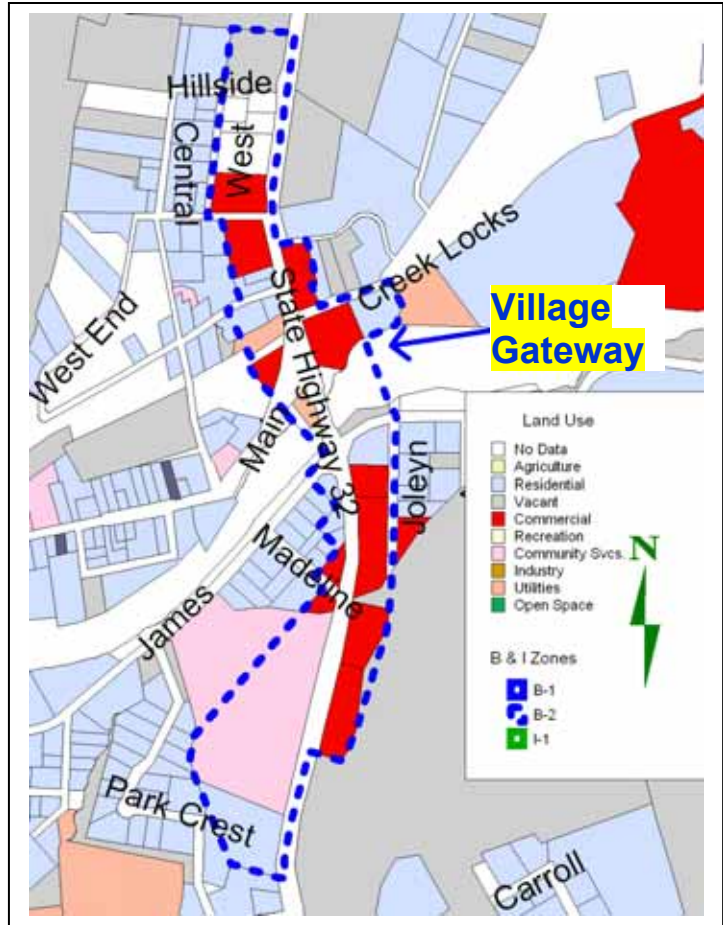 Hillside
West
Central
Creek Locks
State Highway 32
Village
Gateway
West End
Main
Joleyn
Madeline
James
Park Crest
Carroll
Land Use
No Data
Agriculture
Residential
Vacant
Commercial
Recreation
Community Svcs.
Industry
Utilities
Open Space
N
B & I Zones
B-1
B-2
I-1